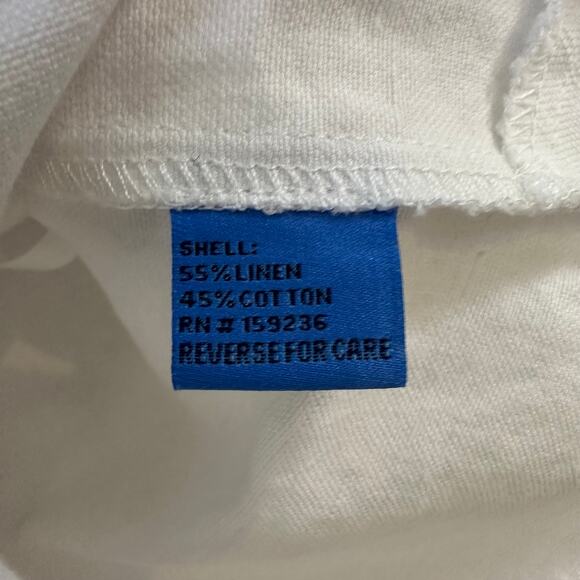 SHELL:
55% LINEN
45% COTTON
RN # 159236
REVERSE FOR CARE